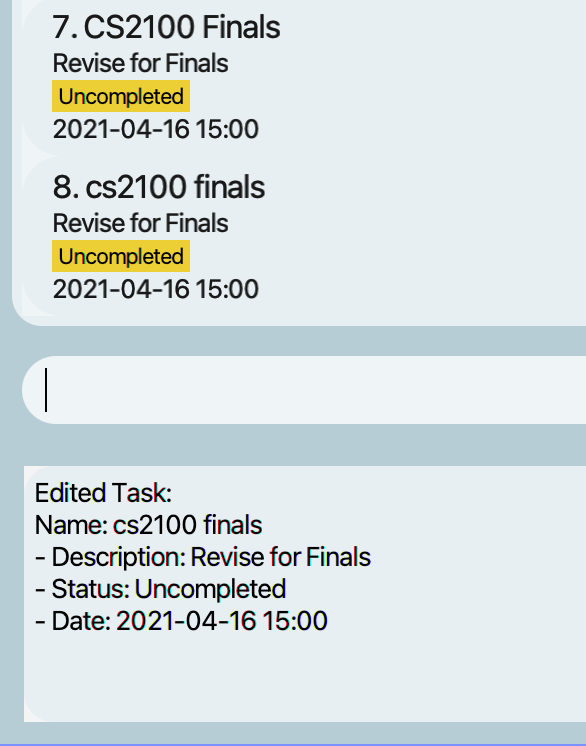 7. CS2100 Finals
Revise for Finals
Uncompleted
2021-04-16 15:00
8. cs2100 finals
Revise for Finals
Uncompleted
2021-04-16 15:00
Edited Task:
Name: cs2100 finals
- Description: Revise for Finals
- Status: Uncompleted
- Date: 2021-04-16 15:00